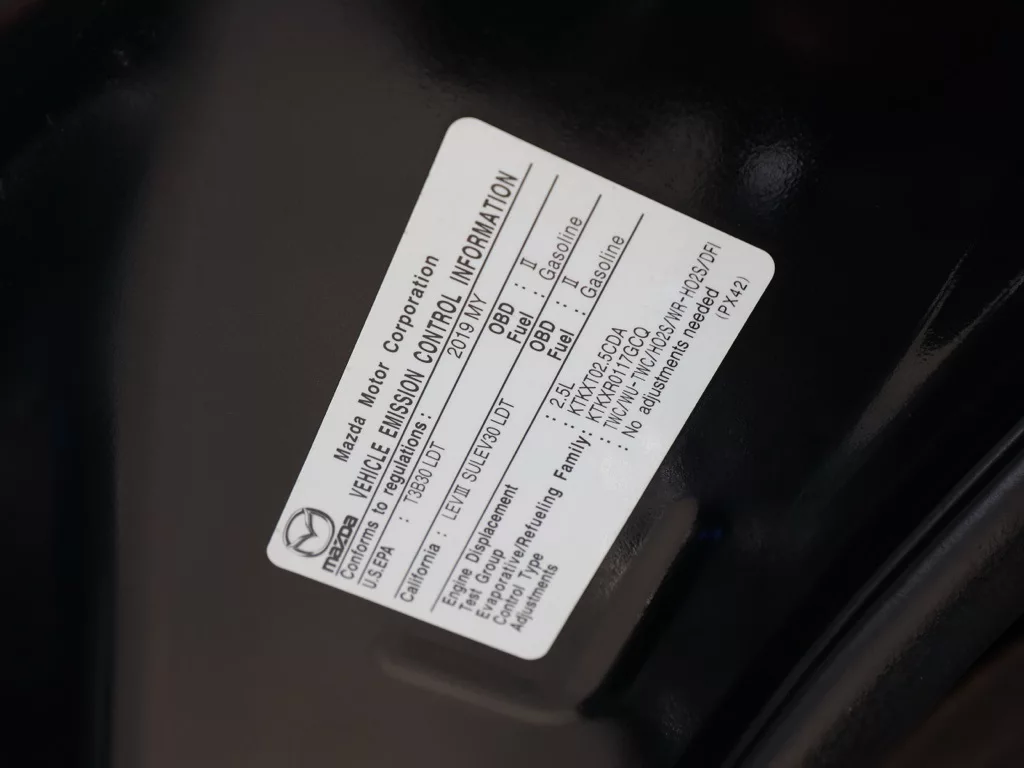 Mazda Motor Corporation
mazda VEHICLE EMISSION CONTROL INFORMATION
Conforms to regulations : 2019 MY
U.S.EPA : T3B30 LDT OBD : II
Fuel : Gasoline
California : LEVIII SULEV30 LDT OBD : II
Fuel : Gasoline
Engine Displacement : 2.5L
Test Group : KTKXT02.5CDA
Evaporative/Refueling Family: KTKXR0117GCQ
Control Type : TWC/WU-TWC/HO2S/WR-HO2S/DFI
Adjustments : No adjustments needed
(PX42)